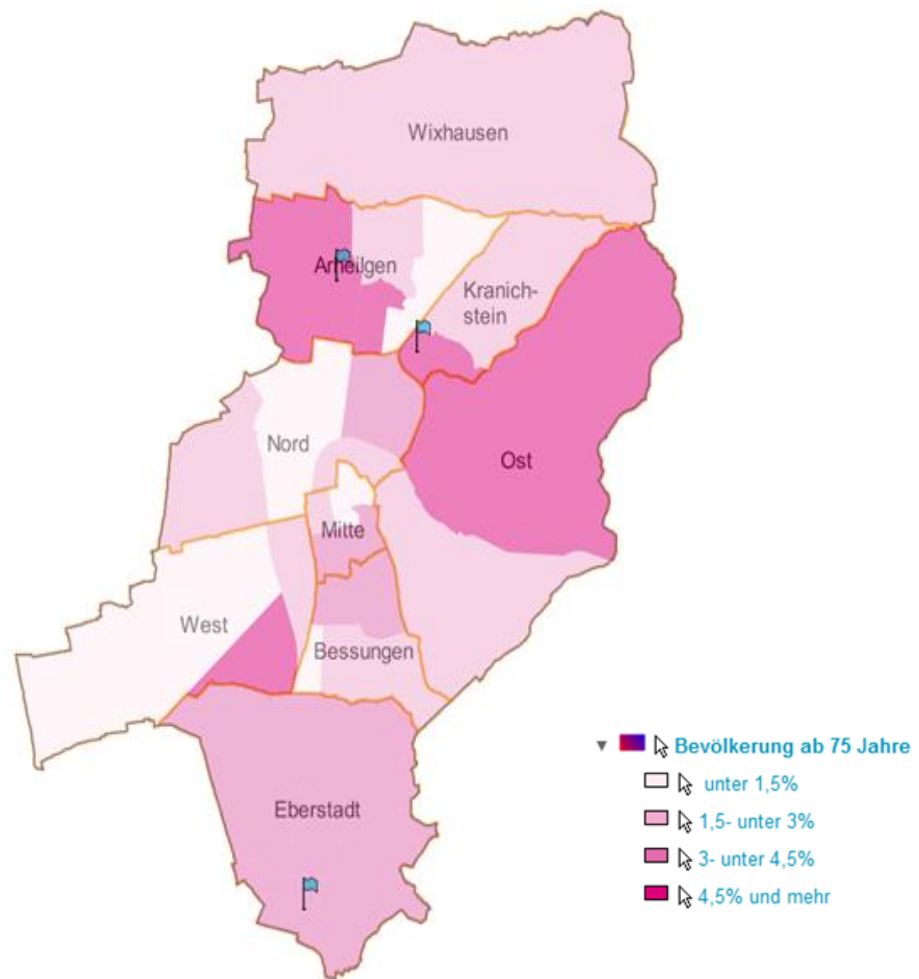 Wixhausen
Arheilgen
Kranich-
stein
Nord
Ost
Mitte
West
Bessungen
Eberstadt
▼ Bevölkerung ab 75 Jahre
unter 1,5%
1,5- unter 3%
3- unter 4,5%
4,5% und mehr